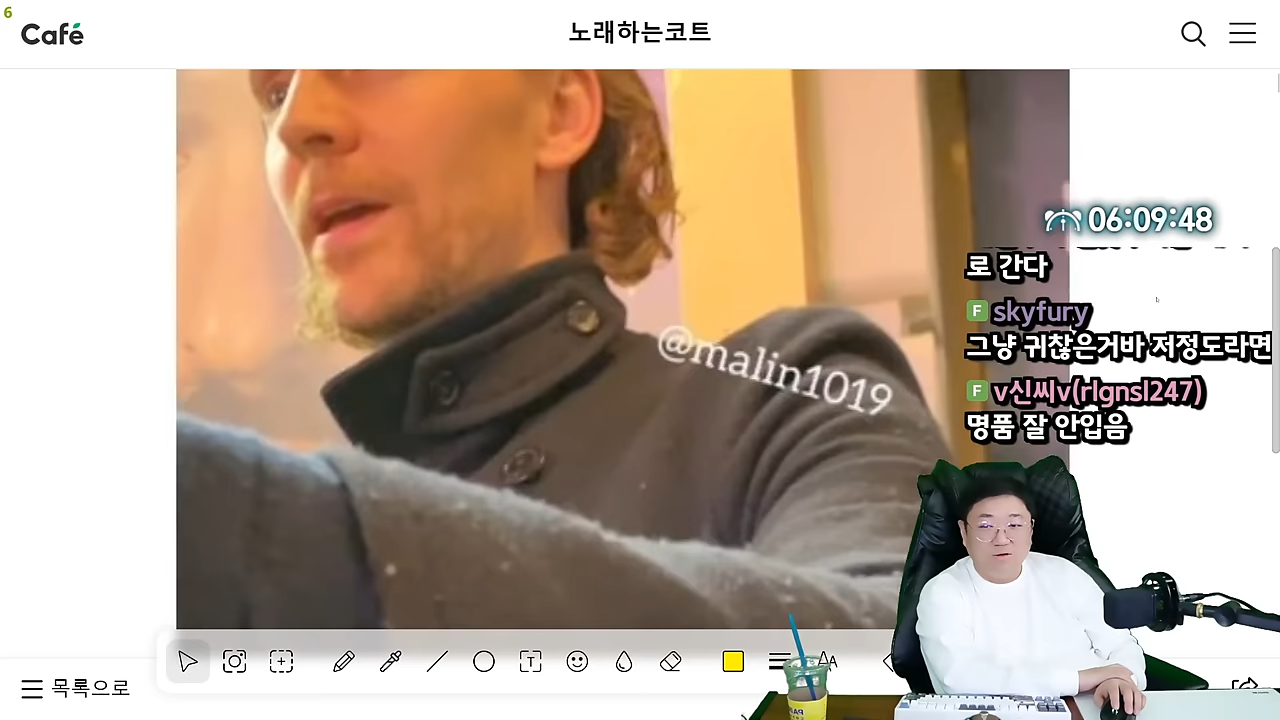 6
Café
노래하는코트
06:09:48
로 간다
F skyfury
그냥 귀찮은거바 저정도라면
F v신씨v(rlgnsl247)
명품 잘 안입음
@malin1019
T
AA
목록으로